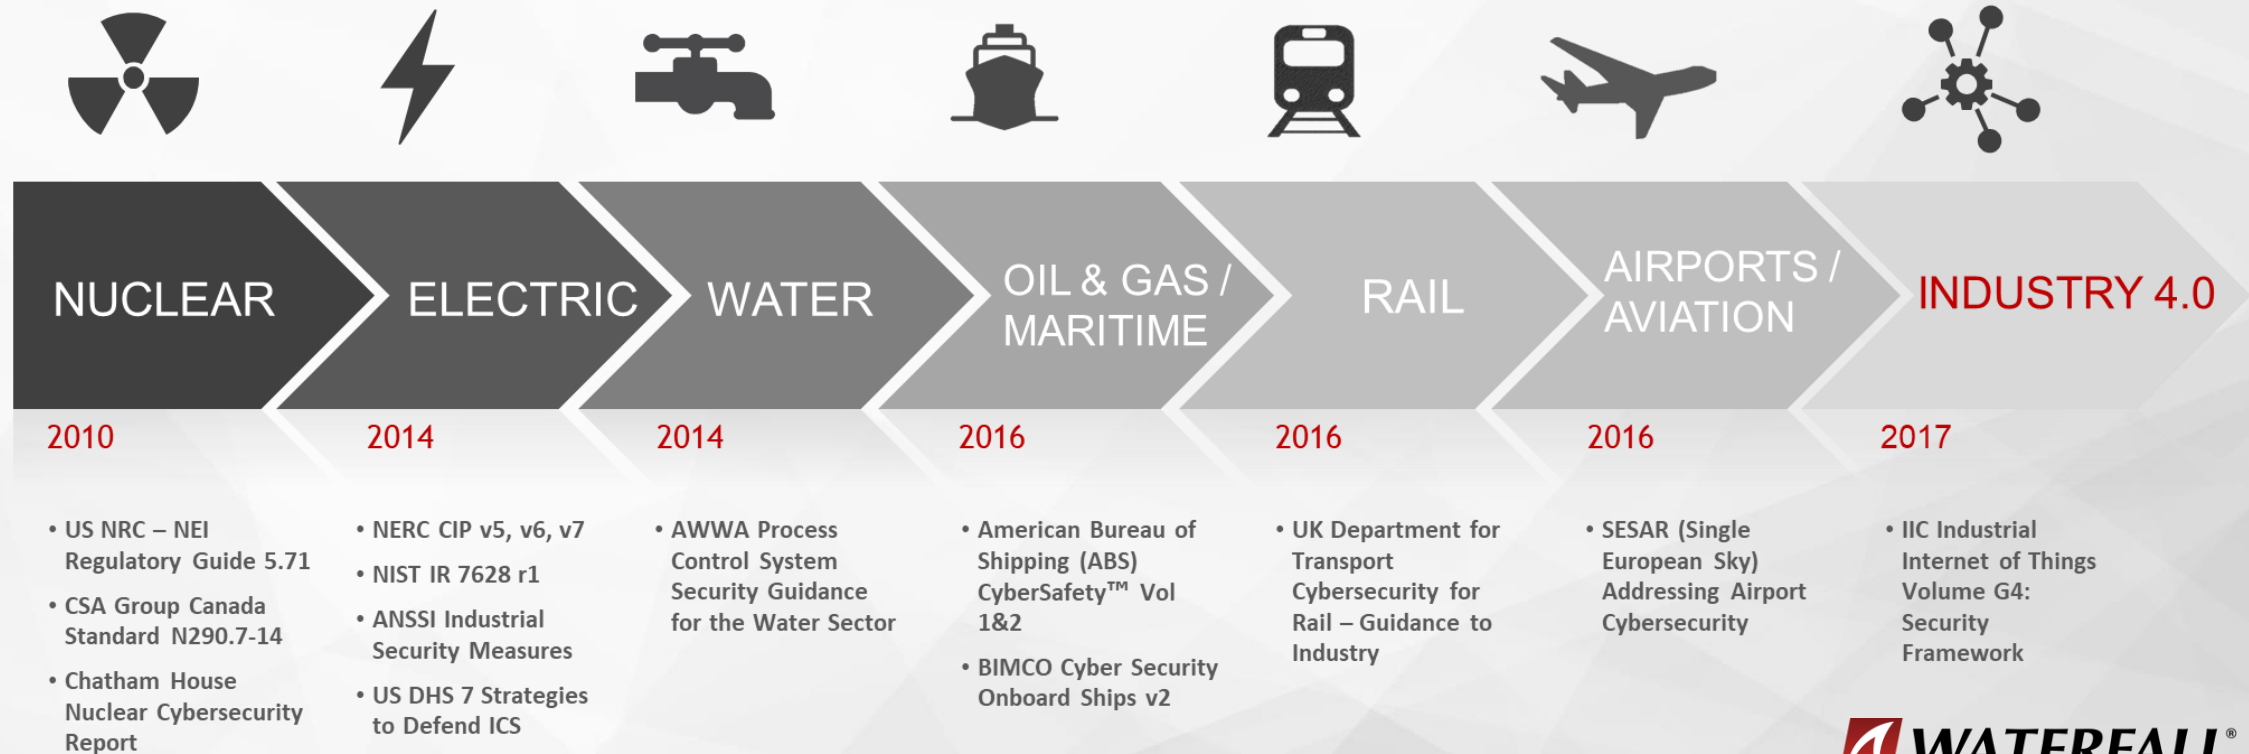 NUCLEAR
ELECTRIC
WATER
OIL & GAS /
MARITIME
RAIL
AIRPORTS /
AVIATION
INDUSTRY 4.0
2010
2014
2014
2016
2016
2016
2017
• US NRC – NEI
Regulatory Guide 5.71
• CSA Group Canada
Standard N290.7-14
• Chatham House
Nuclear Cybersecurity
Report
• NERC CIP v5, v6, v7
• NIST IR 7628 r1
• ANSSI Industrial
Security Measures
• US DHS 7 Strategies
to Defend ICS
• AWWA Process
Control System
Security Guidance
for the Water Sector
• American Bureau of
Shipping (ABS)
CyberSafety™ Vol
1&2
• BIMCO Cyber Security
Onboard Ships v2
• UK Department for
Transport
Cybersecurity for
Rail – Guidance to
Industry
• SESAR (Single
European Sky)
Addressing Airport
Cybersecurity
• IIC Industrial
Internet of Things
Volume G4:
Security
Framework
WATERFALL®